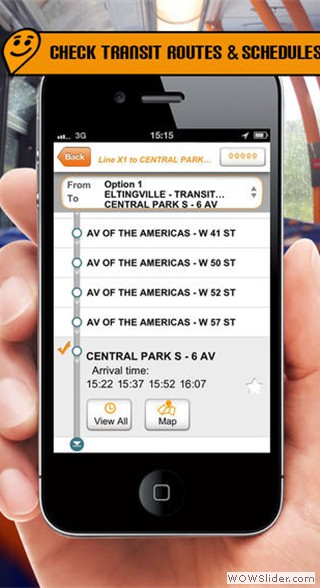 CHECK TRANSIT ROUTES & SCHEDULES
3G 15:15
Back Line X1 to CENTRAL PARK...
From Option 1
To ELTINGVILLE - TRANSIT...
CENTRAL PARK S - 6 AV
AV OF THE AMERICAS - W 41 ST
AV OF THE AMERICAS - W 50 ST
AV OF THE AMERICAS - W 52 ST
AV OF THE AMERICAS - W 57 ST
CENTRAL PARK S - 6 AV
Arrival time:
15:22 15:37 15:52 16:07
View All Map
WOWSlider.com